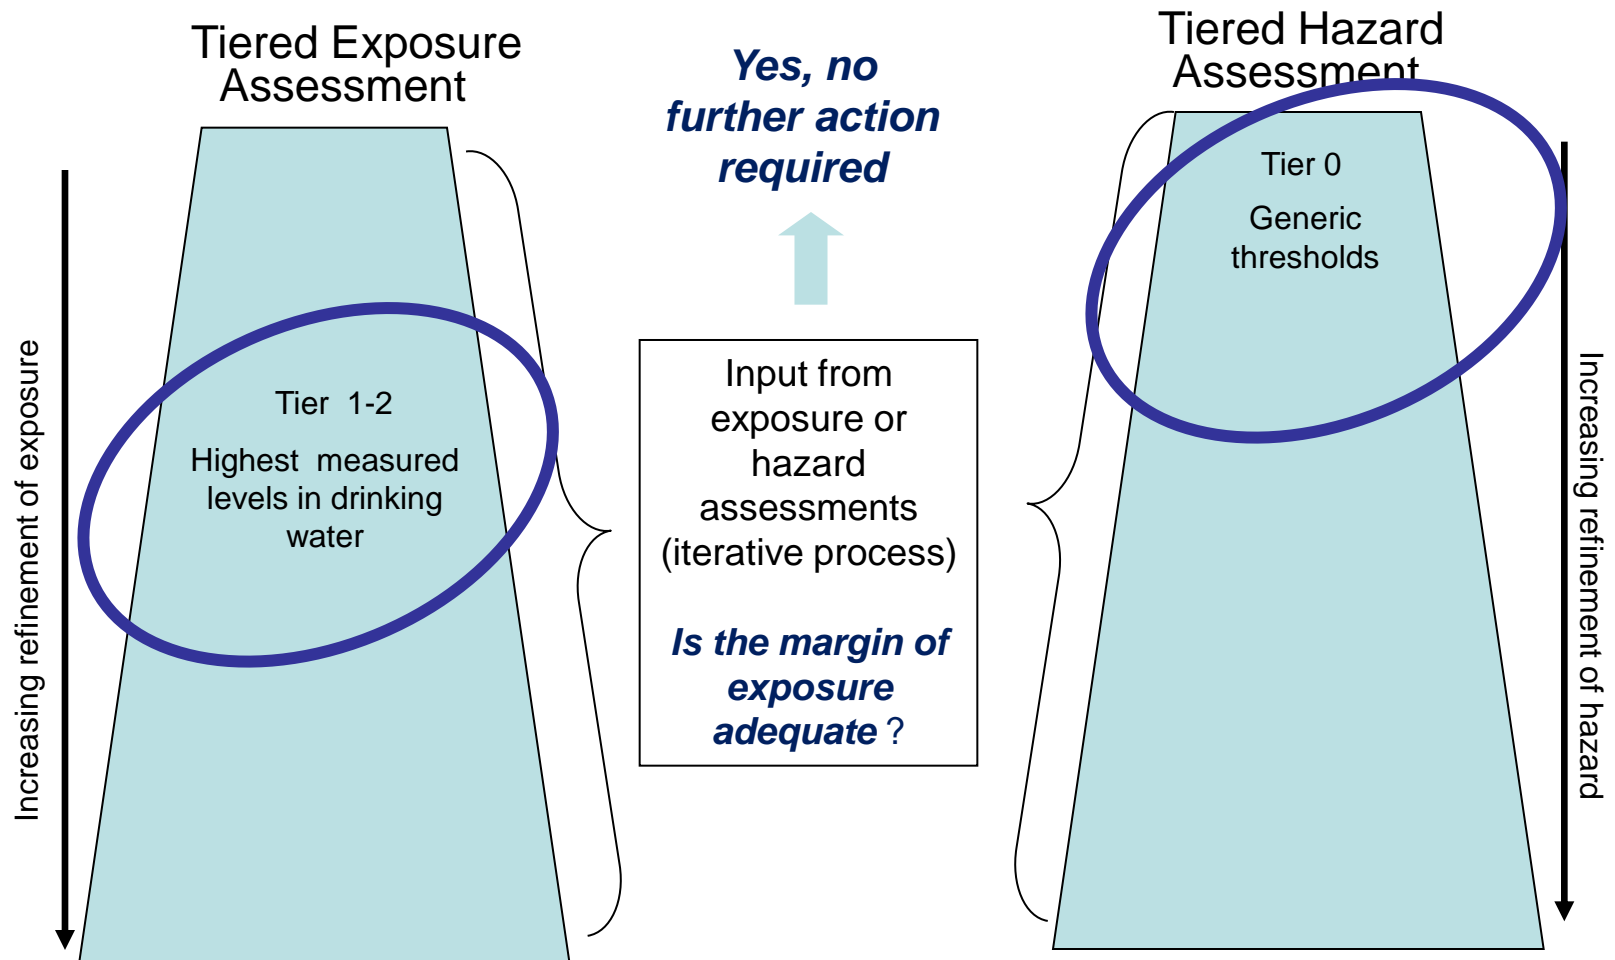 Tiered Exposure
Assessment
Increasing refinement of exposure
Tier 1-2
Highest measured
levels in drinking
water
Yes, no
further action
required
Input from
exposure or
hazard
assessments
(iterative process)
Is the margin of
exposure
adequate ?
Tiered Hazard
Assessment
Tier 0
Generic
thresholds
Increasing refinement of hazard